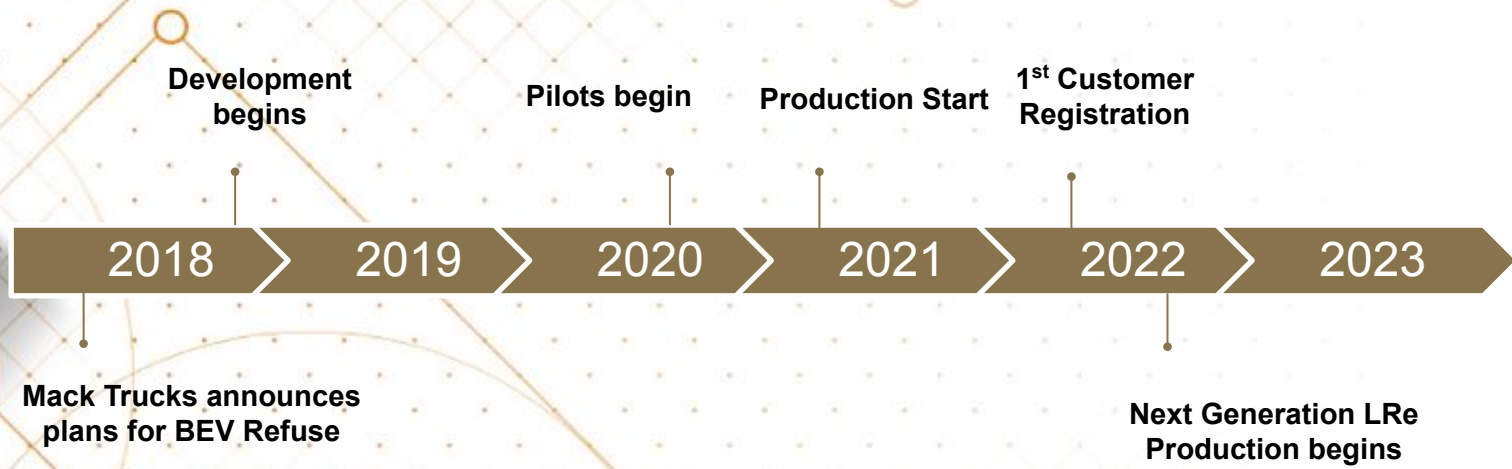 Development
begins
Pilots begin
Production Start
1st Customer
Registration
2018
2019
2020
2021
2022
2023
Mack Trucks announces
plans for BEV Refuse
Next Generation LRe
Production begins